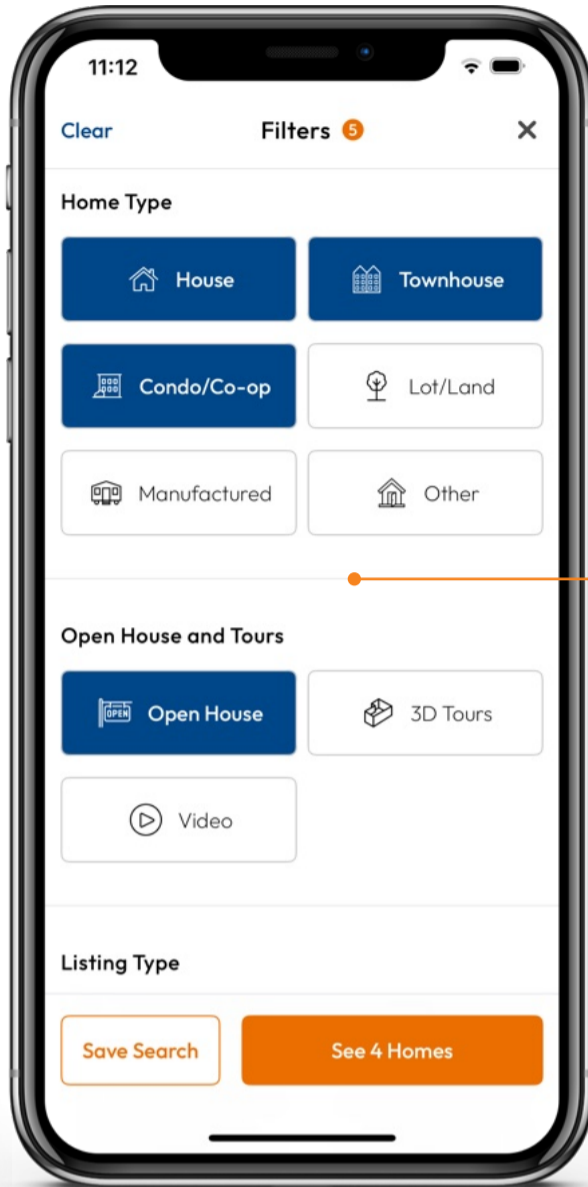 11:12
Clear Filters 5
Home Type
House Townhouse
Condo/Co-op Lot/Land
Manufactured Other
Open House and Tours
OPEN Open House 3D Tours
Video
Listing Type
Save Search See 4 Homes